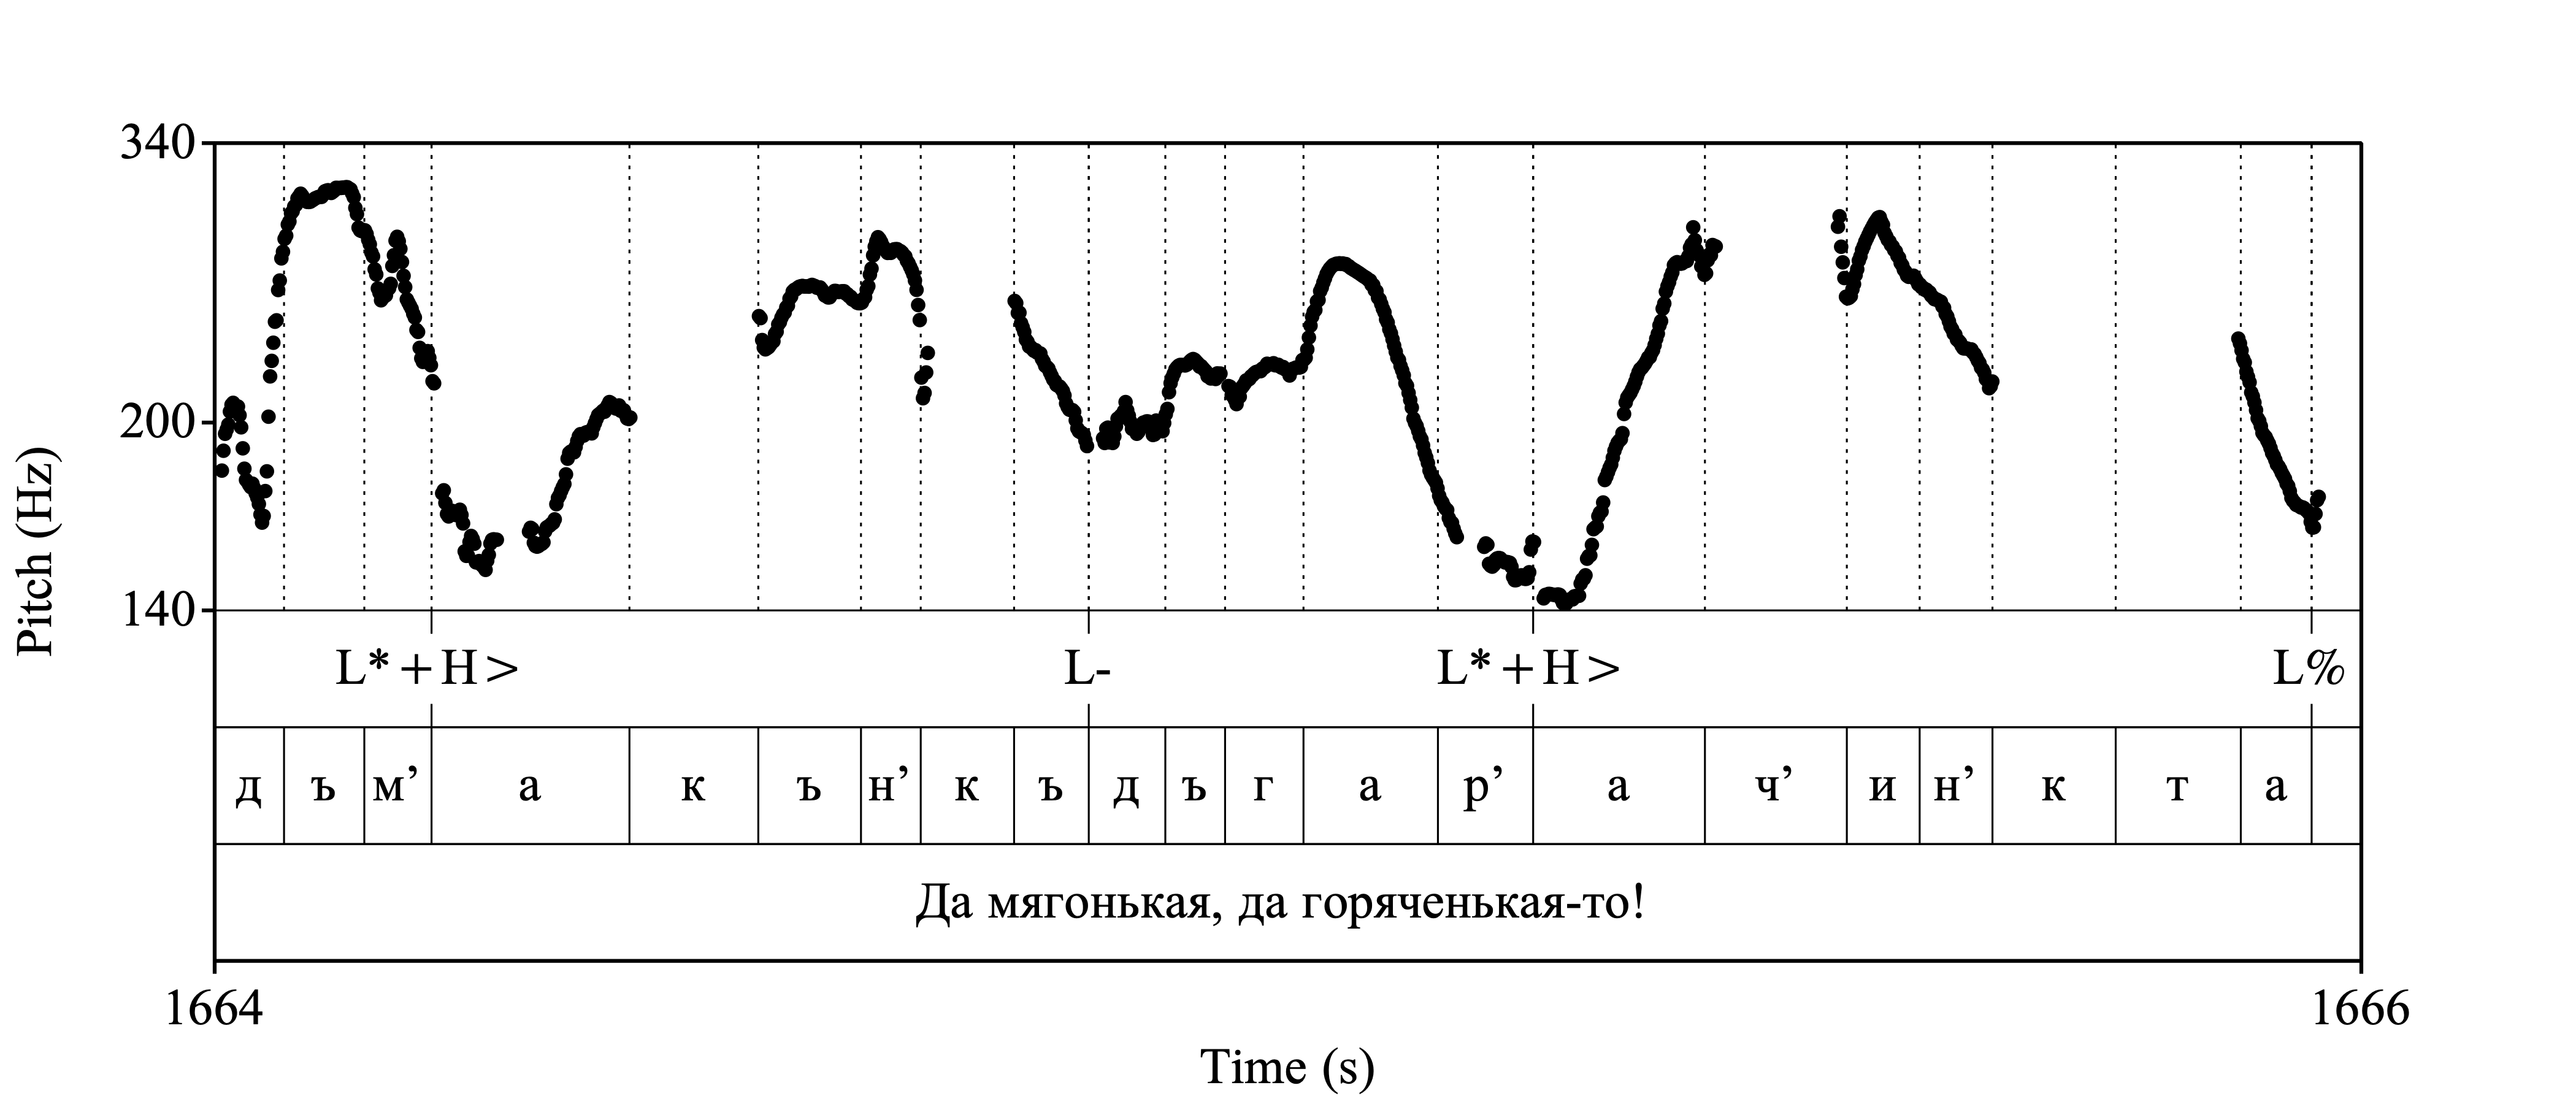 340
200
140
Pitch (Hz)
L*+H> L- L*+H> L%
д ъ м’ а к ъ н’ к ъ д ъ г а р’ а ч’ и н’ к т а
Да мягонькая, да горяченькая-то!
1664 1666
Time (s)